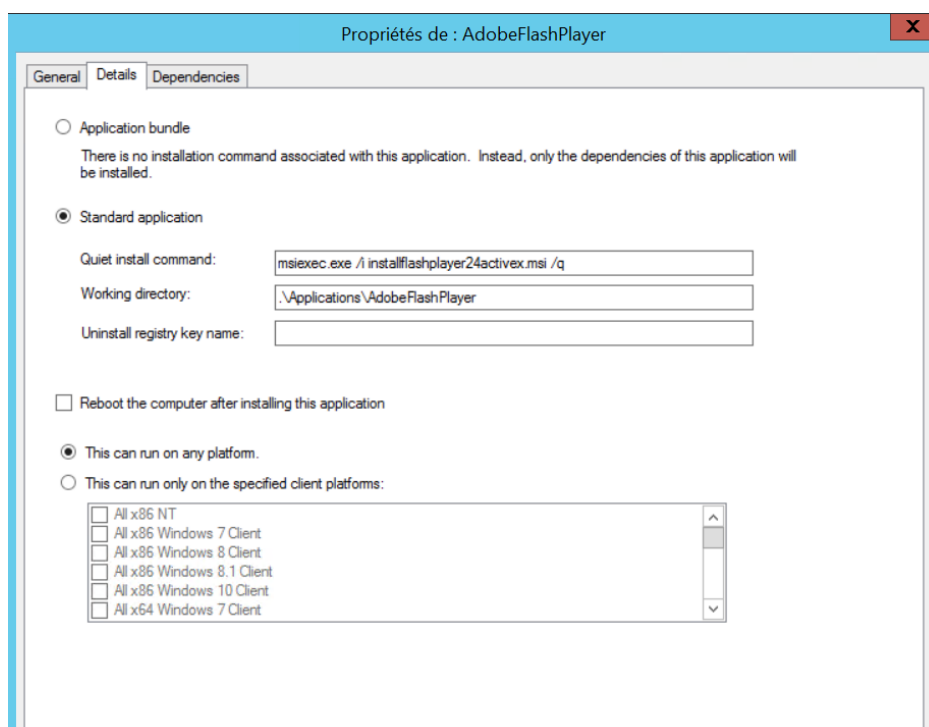 Propriétés de : AdobeFlashPlayer
X
General Details Dependencies
Application bundle
There is no installation command associated with this application. Instead, only the dependencies of this application will
be installed.
Standard application
Quiet install command: msiexec.exe /i installflashplayer24activex.msi /q
Working directory: .\Applications\AdobeFlashPlayer
Uninstall registry key name:
Reboot the computer after installing this application
This can run on any platform.
This can run only on the specified client platforms:
All x86 NT
All x86 Windows 7 Client
All x86 Windows 8 Client
All x86 Windows 8.1 Client
All x86 Windows 10 Client
All x64 Windows 7 Client